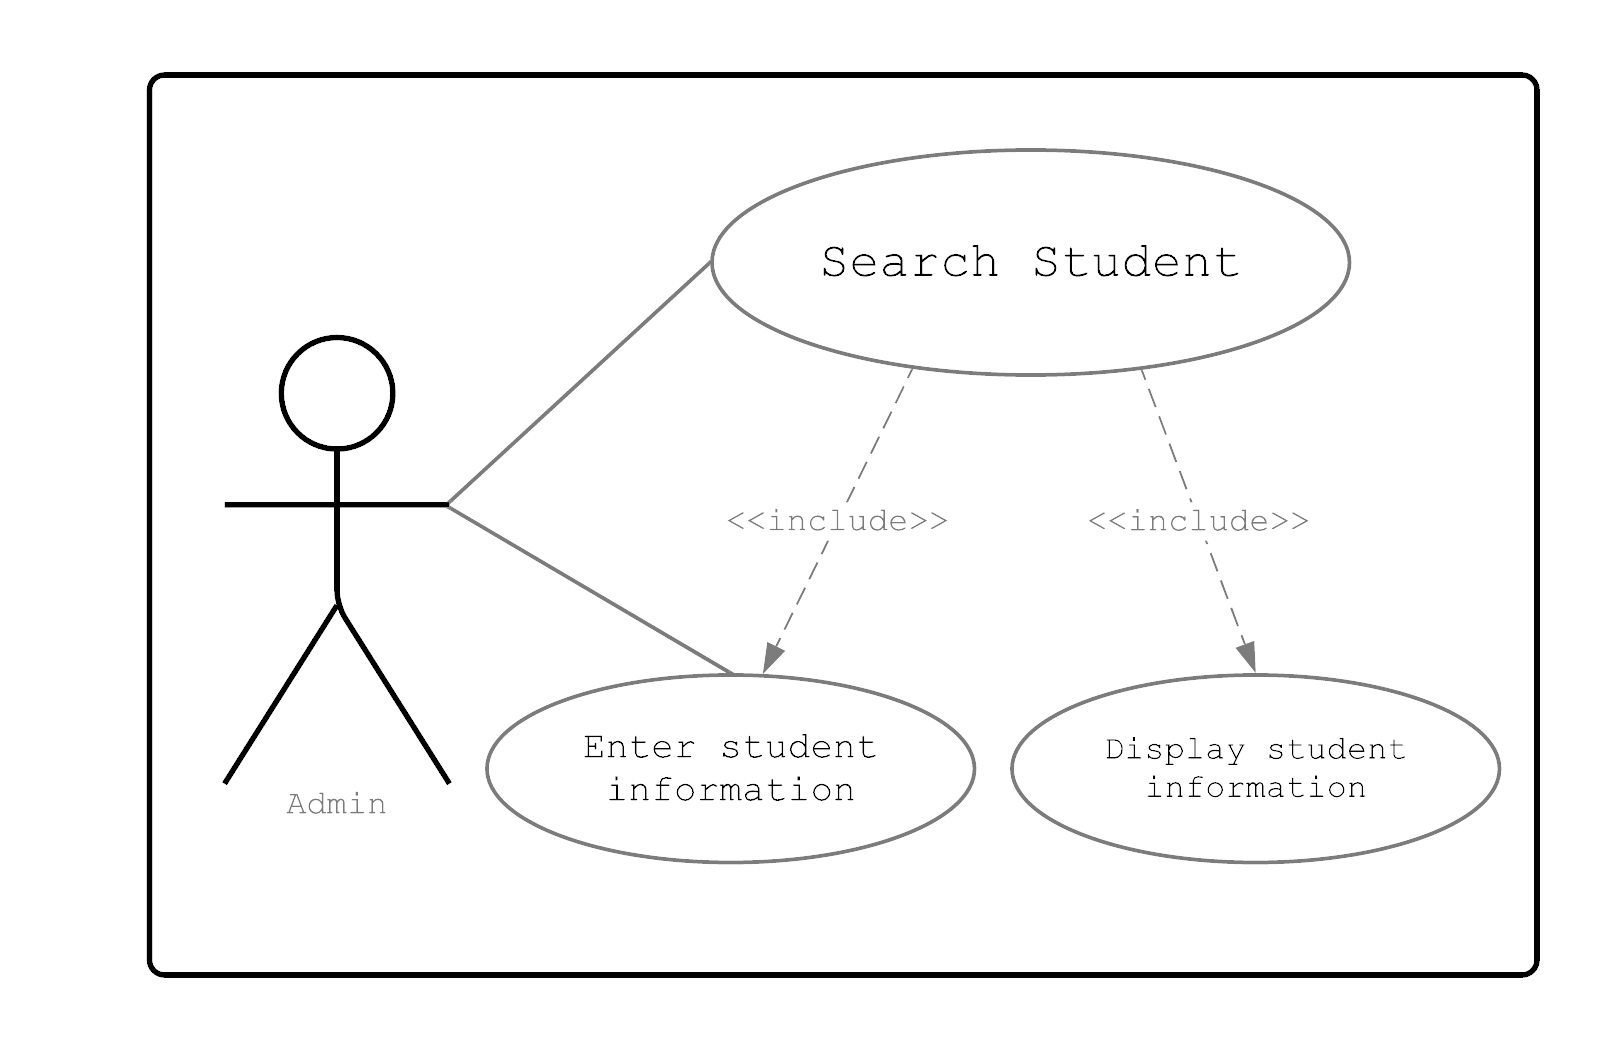 Search Student
<<include>>
<<include>>
Enter student
information
Display student
information
Admin